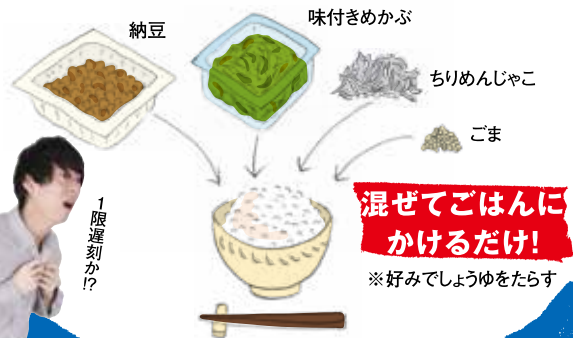 納豆
味付きめかぶ
ちりめんじゃこ
ごま
1限遅刻か!?
混ぜてごはんに
かけるだけ!
※好みでしょうゆをたらす